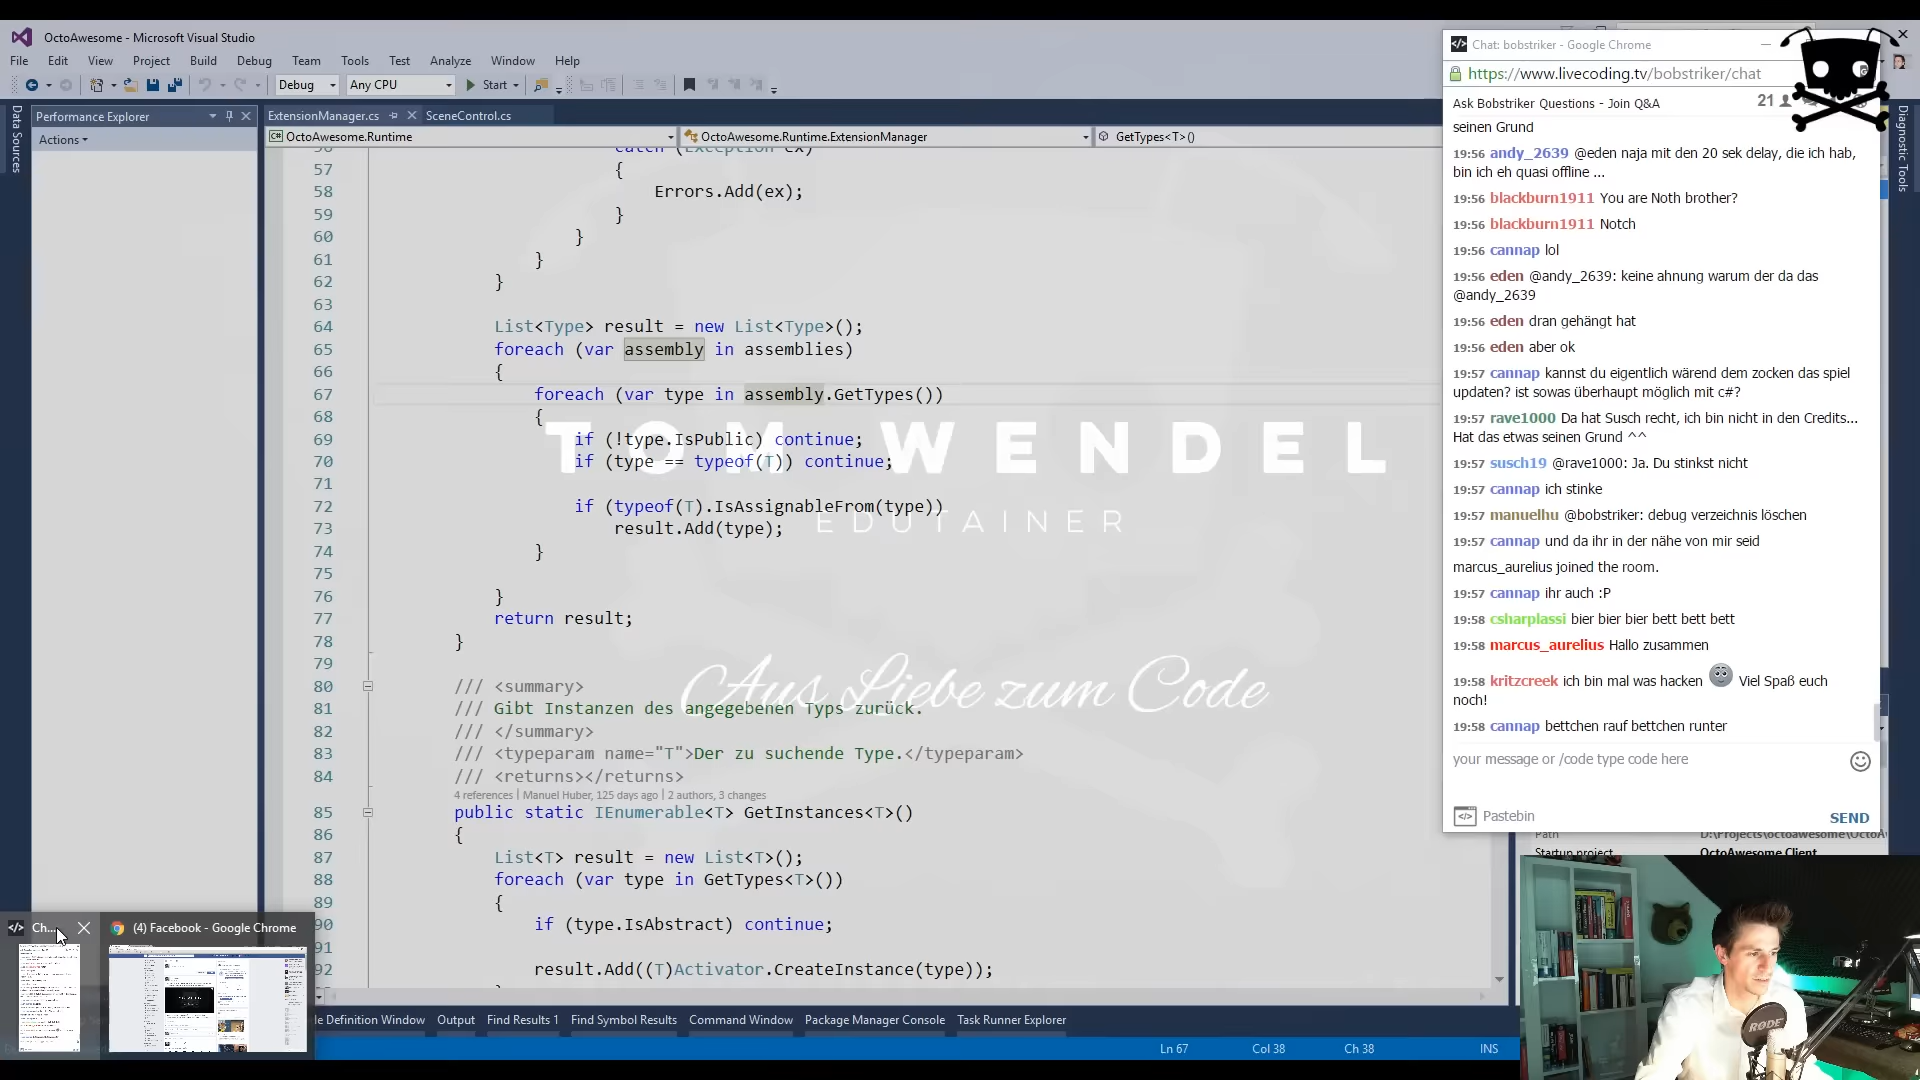 OctoAwesome - Microsoft Visual Studio
File Edit View Project Build Debug Team Tools Test Analyze Window Help
Debug Any CPU Start
Data Sources
Performance Explorer
Actions
ExtensionManager.cs SceneControl.cs
OctoAwesome.Runtime OctoAwesome.Runtime.ExtensionManager GetTypes<T>()
56 catch (Exception ex)
57 {
58 Errors.Add(ex);
59 }
60 }
61 }
62 }
63
64 List<Type> result = new List<Type>();
65 foreach (var assembly in assemblies)
66 {
67 foreach (var type in assembly.GetTypes())
68 {
69 if (!type.IsPublic) continue;
70 if (type == typeof(T)) continue;
71
72 if (typeof(T).IsAssignableFrom(type))
73 result.Add(type);
74 }
75
76 }
77 return result;
78 }
79
80 /// <summary>
81 /// Gibt Instanzen des angegebenen Typs zurück.
82 /// </summary>
83 /// <typeparam name="T">Der zu suchende Type.</typeparam>
84 /// <returns></returns>
4 references | Manuel Huber, 125 days ago | 2 authors, 3 changes
85 public static IEnumerable<T> GetInstances<T>()
86 {
87 List<T> result = new List<T>();
88 foreach (var type in GetTypes<T>())
89 {
90 if (type.IsAbstract) continue;
91
92 result.Add((T)Activator.CreateInstance(type));
TOM WENDEL
EDUTAINER
Aus Liebe zum Code
Chat: bobstriker - Google Chrome
https://www.livecoding.tv/bobstriker/chat
Ask Bobstriker Questions - Join Q&A 21
seinen Grund
19:56 andy_2639 @eden naja mit den 20 sek delay, die ich hab,
bin ich eh quasi offline ...
19:56 blackburn1911 You are Noth brother?
19:56 blackburn1911 Notch
19:56 cannap lol
19:56 eden @andy_2639: keine ahnung warum der da das
@andy_2639
19:56 eden dran gehängt hat
19:56 eden aber ok
19:57 cannap kannst du eigentlich wärend dem zocken das spiel
updaten? ist sowas überhaupt möglich mit c#?
19:57 rave1000 Da hat Susch recht, ich bin nicht in den Credits...
Hat das etwas seinen Grund ^^
19:57 susch19 @rave1000: Ja. Du stinkst nicht
19:57 cannap ich stinke
19:57 manuelhu @bobstriker: debug verzeichnis löschen
19:57 cannap und da ihr in der nähe von mir seid
marcus_aurelius joined the room.
19:57 cannap ihr auch :P
19:58 csharplassi bier bier bier bett bett bett
19:58 marcus_aurelius Hallo zusammen
19:58 kritzcreek ich bin mal was hacken Viel Spaß euch
noch!
19:58 cannap bettchen rauf bettchen runter
your message or /code type code here
Pastebin SEND
Diagnostic Tools
Path D:\Projects\octoawesome\OctoA
Startup project OctoAwesome.Client
Ch... (4) Facebook - Google Chrome
le Definition Window Output Find Results 1 Find Symbol Results Command Window Package Manager Console Task Runner Explorer
Ln 67 Col 38 Ch 38 INS
RØDE